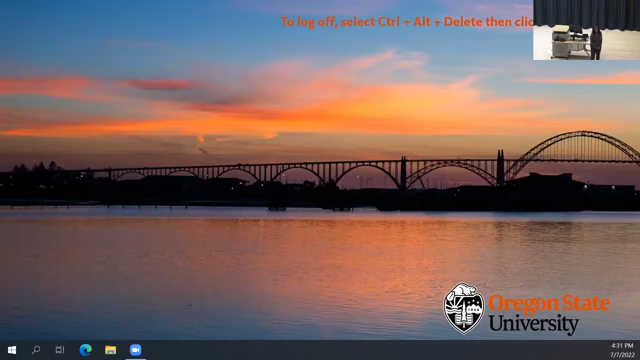 To log off, select Ctrl + Alt + Delete then clic
Oregon State
University
4:31 PM
7/7/2022